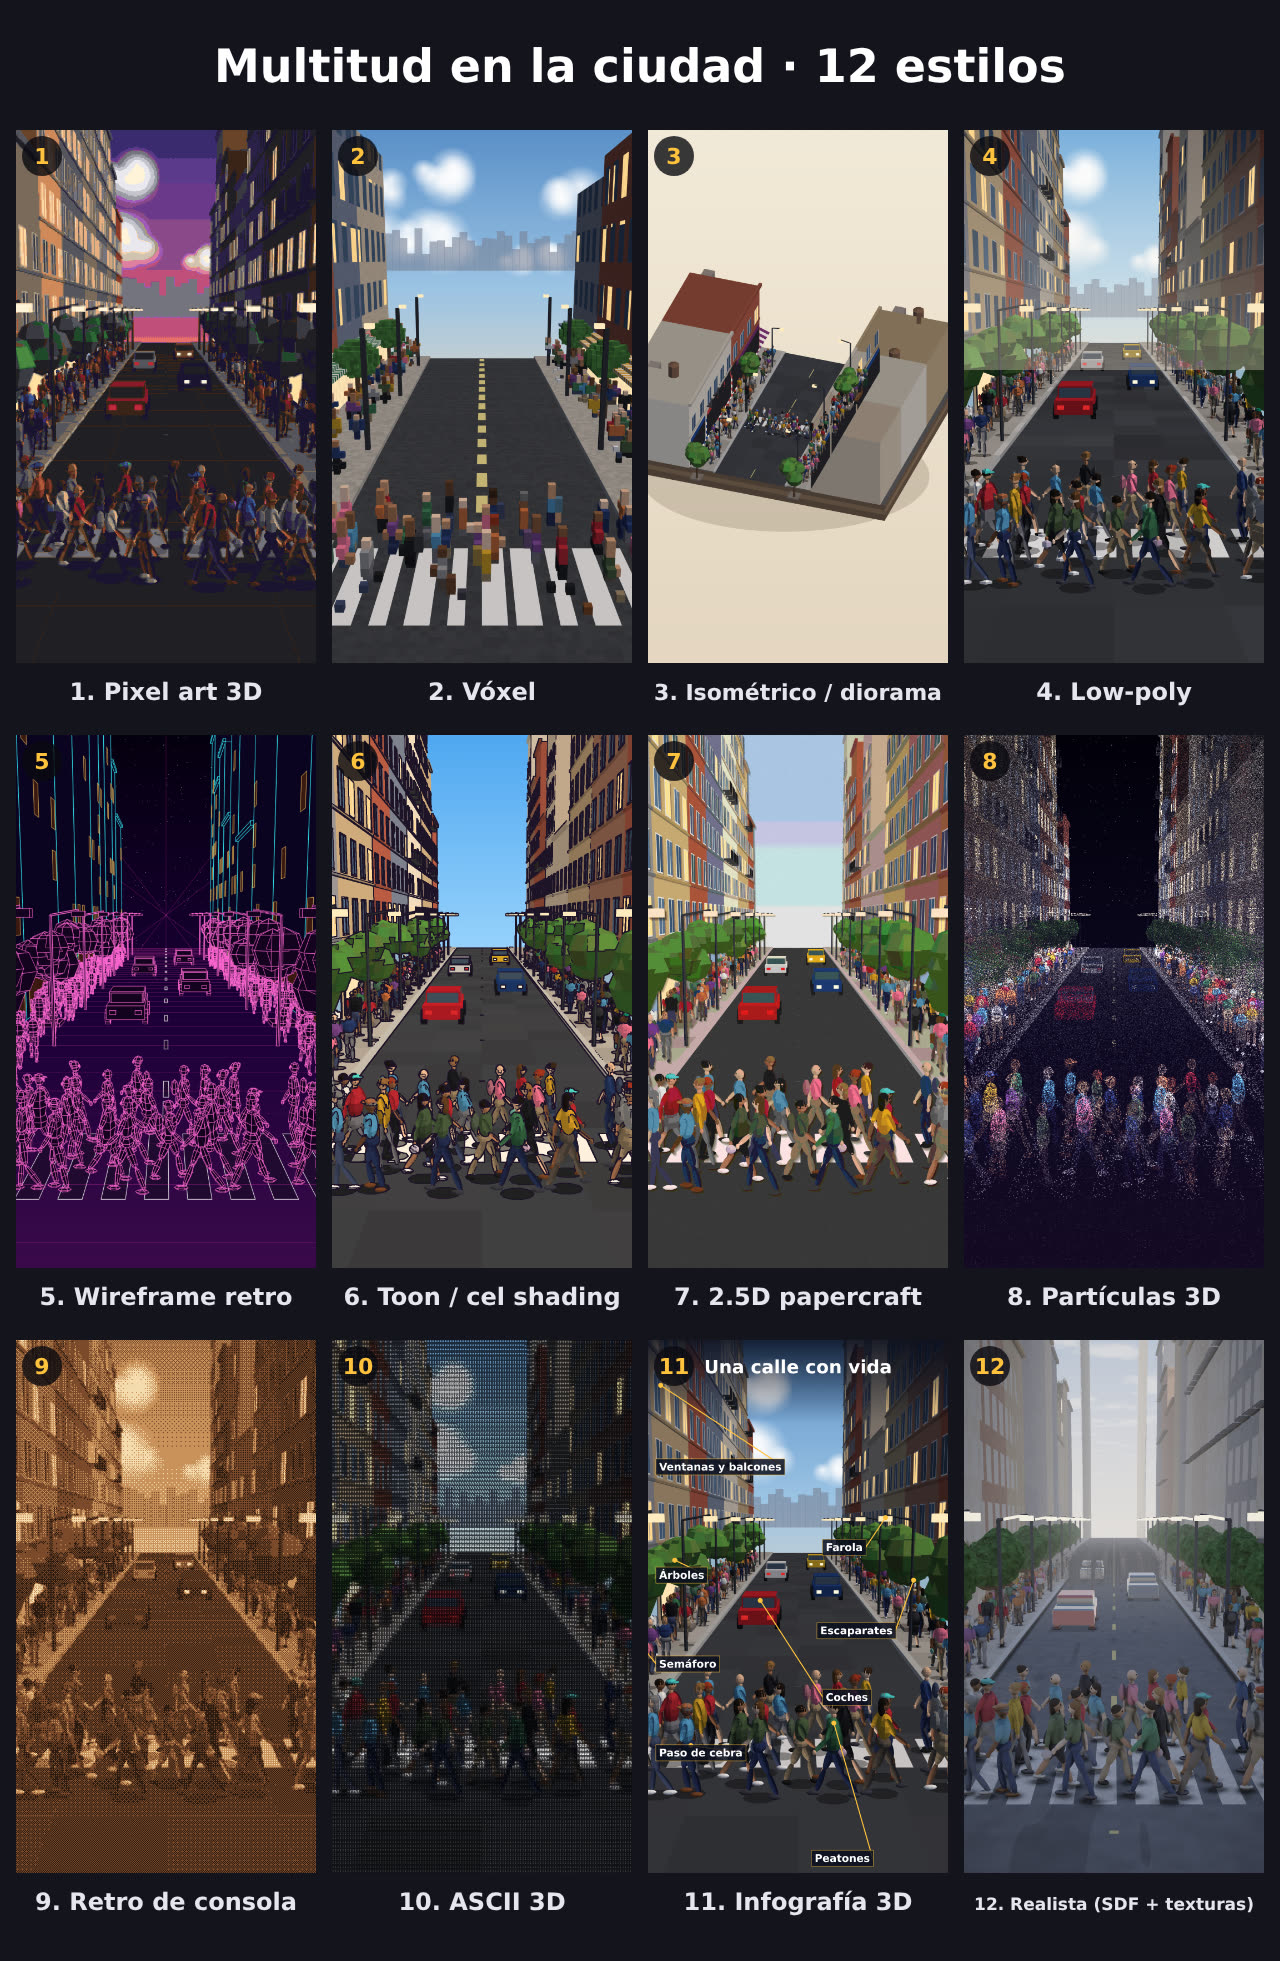 Multitud en la ciudad · 12 estilos
1
2
3
4
1. Pixel art 3D
2. Vóxel
3. Isométrico / diorama
4. Low-poly
5
6
7
8
5. Wireframe retro
6. Toon / cel shading
7. 2.5D papercraft
8. Partículas 3D
9
10
11
Una calle con vida
12
Ventanas y balcones
Farola
Árboles
Escaparates
Semáforo
Coches
Paso de cebra
Peatones
9. Retro de consola
10. ASCII 3D
11. Infografía 3D
12. Realista (SDF + texturas)